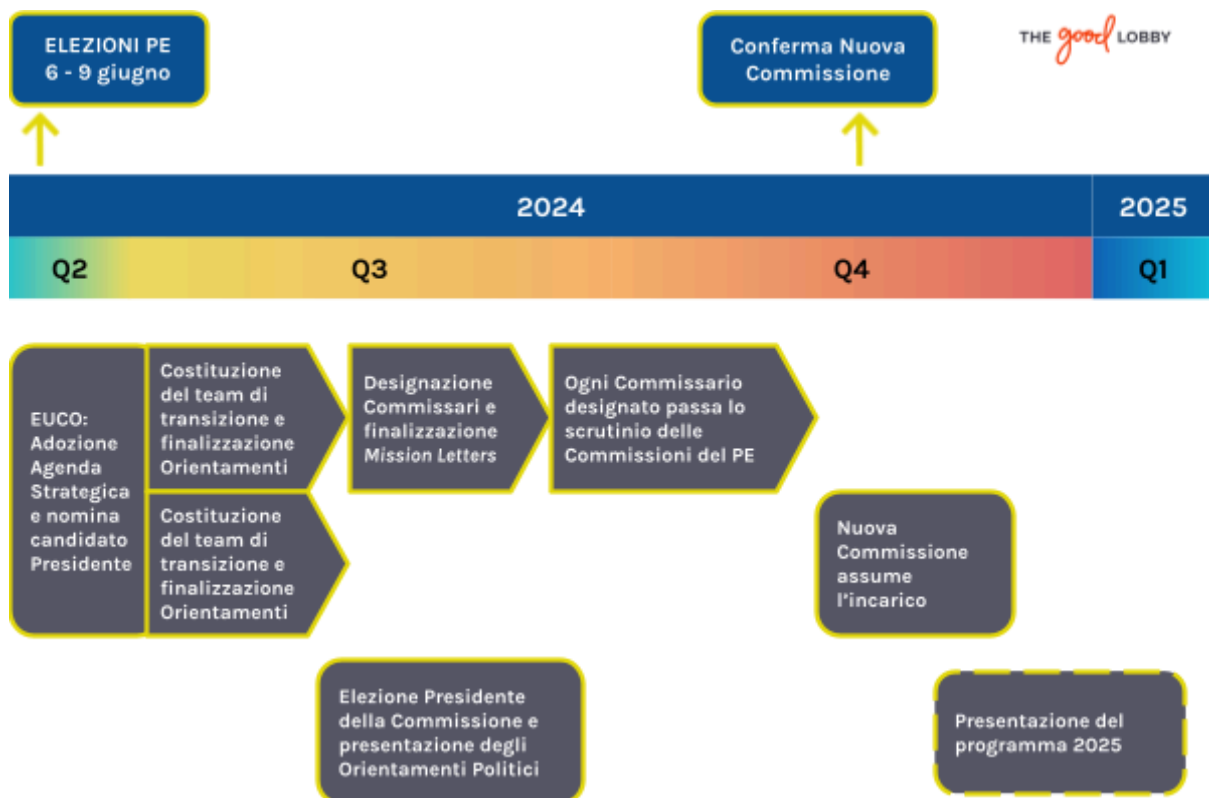 ELEZIONI PE
6 - 9 giugno
Conferma Nuova
Commissione
THE good LOBBY
2024
2025
Q2
Q3
Q4
Q1
EUCO:
Adozione
Agenda
Strategica
e nomina
candidato
Presidente
Costituzione
del team di
transizione e
finalizzazione
Orientamenti
Costituzione
del team di
transizione e
finalizzazione
Orientamenti
Designazione
Commissari e
finalizzazione
Mission Letters
Ogni Commissario
designato passa lo
scrutinio delle
Commissioni del PE
Nuova
Commissione
assume
l'incarico
Elezione Presidente
della Commissione e
presentazione degli
Orientamenti Politici
Presentazione del
programma 2025